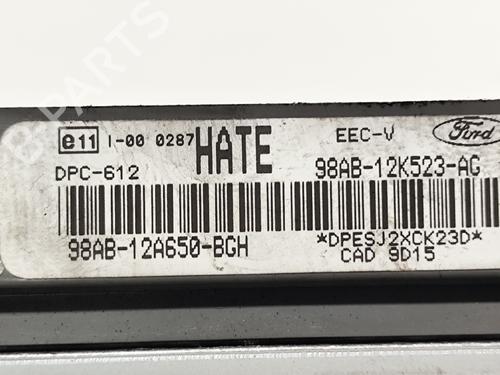 e11 I-00 0287 HATE EEC-V Ford
DPC-612 98AB-12K523-AG
98AB-12A650-BGH *DPESJ2XCK23D*
CAD 9D15
B-PARTS